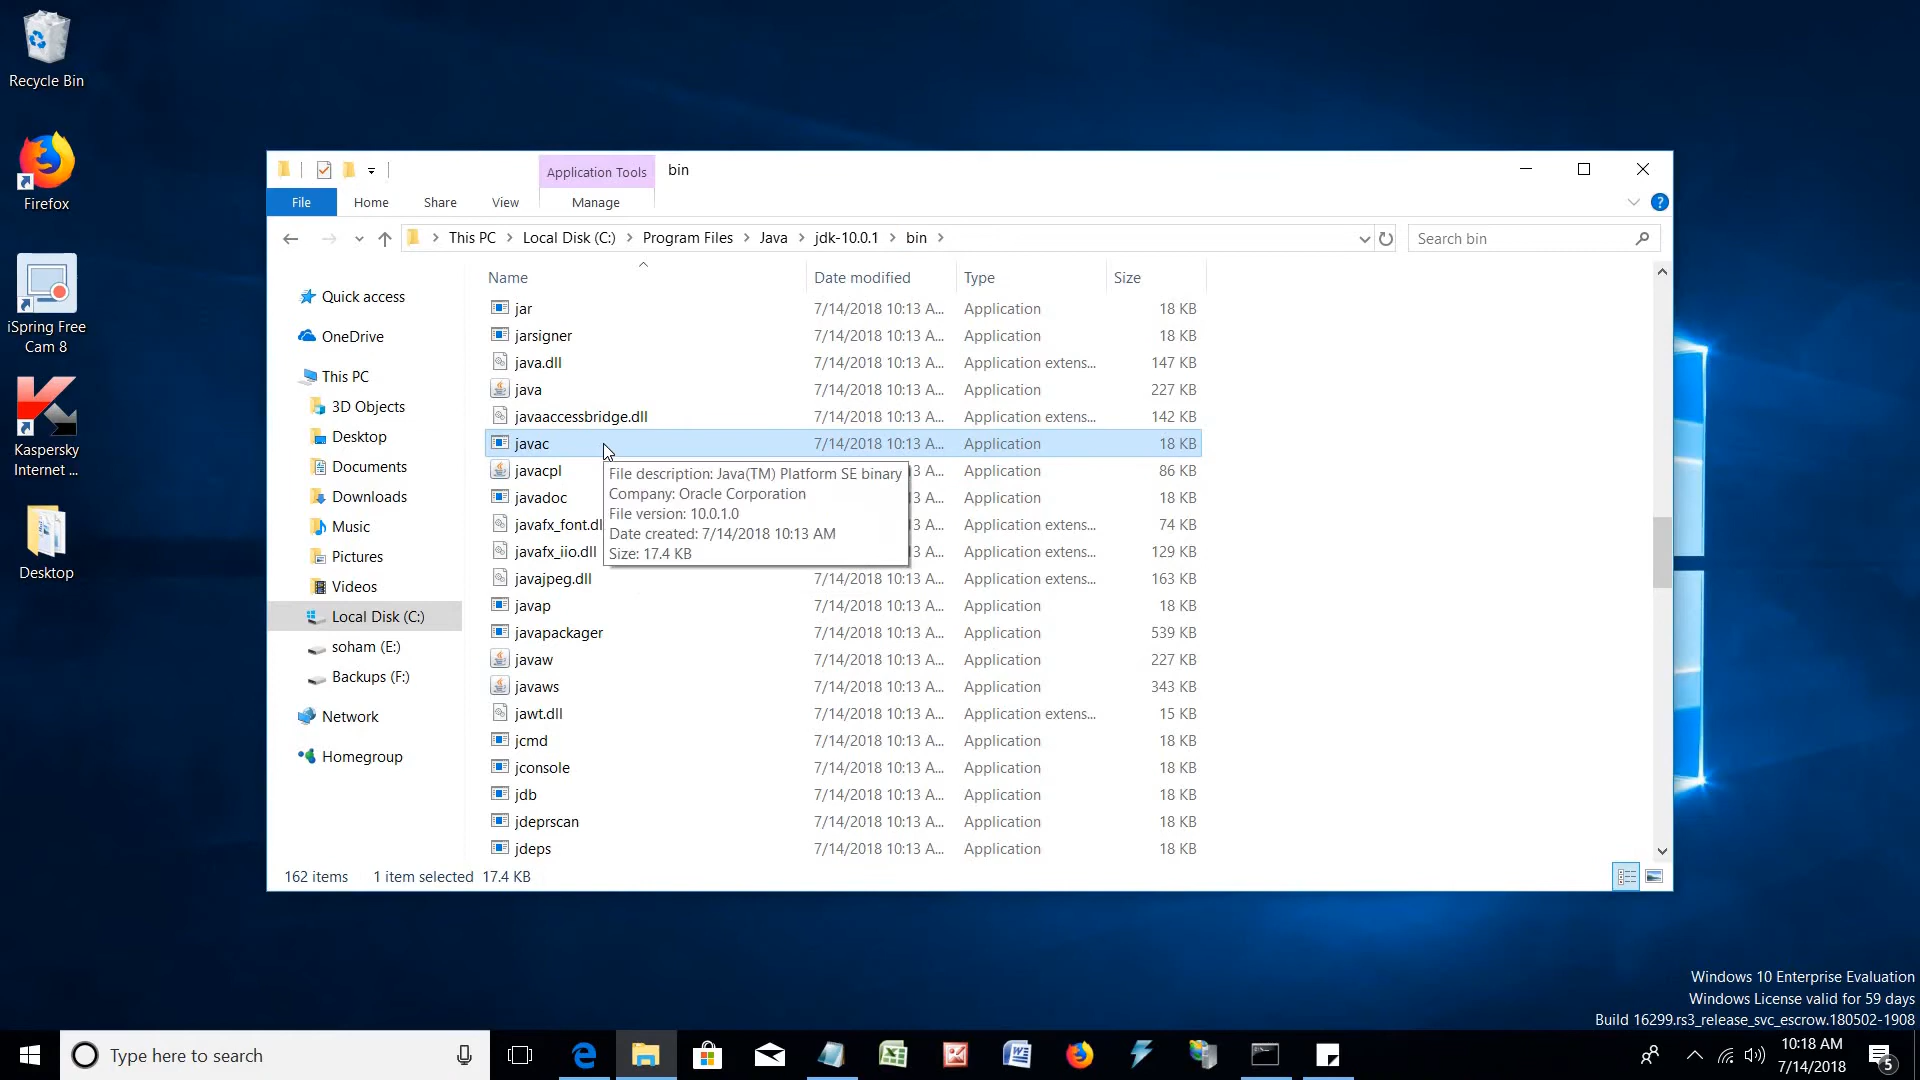 Recycle Bin
Firefox
iSpring Free
Cam 8
Kaspersky
Internet ...
Desktop
Application Tools
bin
File
Home
Share
View
Manage
?
This PC
Local Disk (C:)
Program Files
Java
jdk-10.0.1
bin
Search bin
Quick access
OneDrive
This PC
3D Objects
Desktop
Documents
Downloads
Music
Pictures
Videos
Local Disk (C:)
soham (E:)
Backups (F:)
Network
Homegroup
Name Date modified Type Size
jar 7/14/2018 10:13 A... Application 18 KB
jarsigner 7/14/2018 10:13 A... Application 18 KB
java.dll 7/14/2018 10:13 A... Application extens... 147 KB
java 7/14/2018 10:13 A... Application 227 KB
javaaccessbridge.dll 7/14/2018 10:13 A... Application extens... 142 KB
javac 7/14/2018 10:13 A... Application 18 KB
javacpl 3 A... Application 86 KB
javadoc 3 A... Application 18 KB
javafx_font.dl 3 A... Application extens... 74 KB
javafx_iio.dll 3 A... Application extens... 129 KB
File description: Java(TM) Platform SE binary
Company: Oracle Corporation
File version: 10.0.1.0
Date created: 7/14/2018 10:13 AM
Size: 17.4 KB
javajpeg.dll 7/14/2018 10:13 A... Application extens... 163 KB
javap 7/14/2018 10:13 A... Application 18 KB
javapackager 7/14/2018 10:13 A... Application 539 KB
javaw 7/14/2018 10:13 A... Application 227 KB
javaws 7/14/2018 10:13 A... Application 343 KB
jawt.dll 7/14/2018 10:13 A... Application extens... 15 KB
jcmd 7/14/2018 10:13 A... Application 18 KB
jconsole 7/14/2018 10:13 A... Application 18 KB
jdb 7/14/2018 10:13 A... Application 18 KB
jdeprscan 7/14/2018 10:13 A... Application 18 KB
jdeps 7/14/2018 10:13 A... Application 18 KB
162 items 1 item selected 17.4 KB
Windows 10 Enterprise Evaluation
Windows License valid for 59 days
Build 16299.rs3_release_svc_escrow.180502-1908
Type here to search
10:18 AM
7/14/2018
5